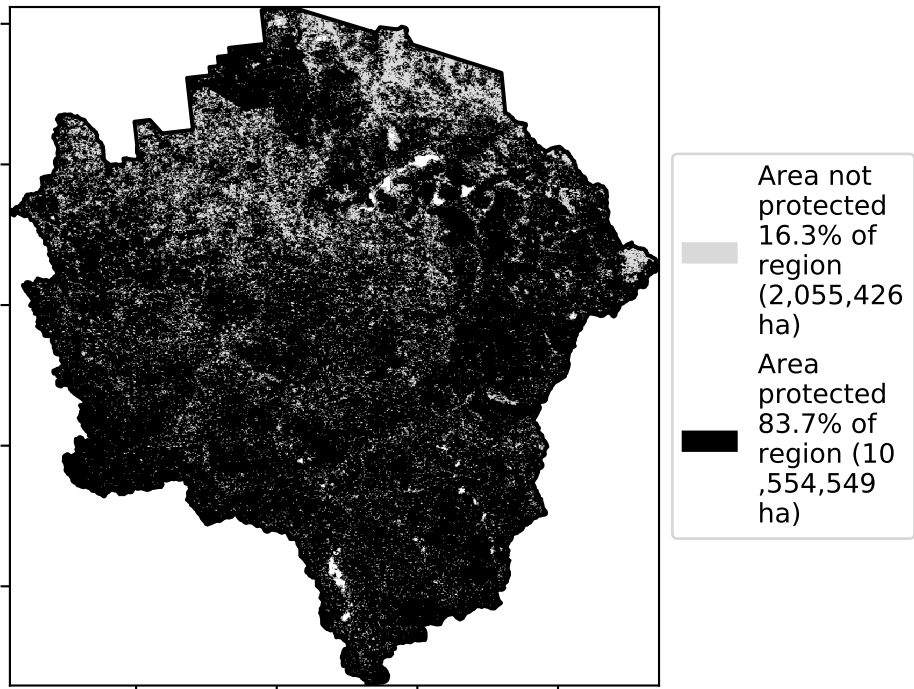 Area not
protected
16.3% of
region
(2,055,426
ha)
Area
protected
83.7% of
region (10
,554,549
ha)